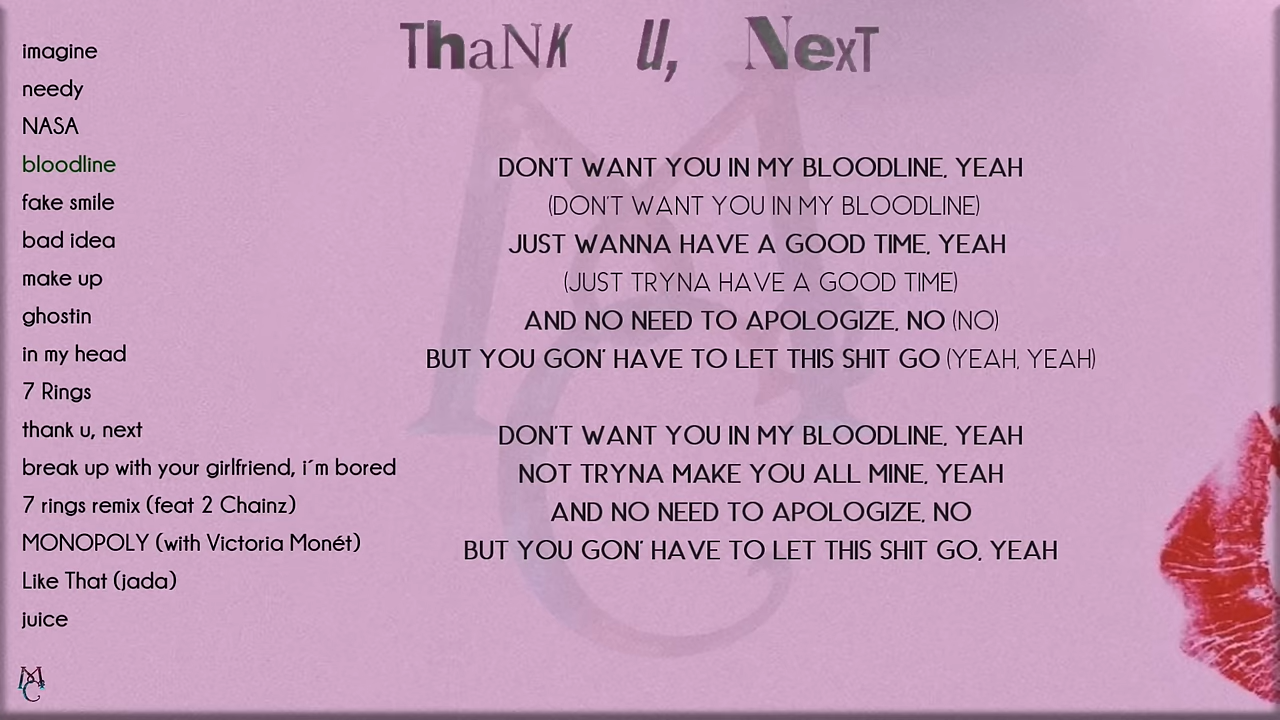 ThaNK U, NexT
imagine
needy
NASA
bloodline
fake smile
bad idea
make up
ghostin
in my head
7 Rings
thank u, next
break up with your girlfriend, i´m bored
7 rings remix (feat 2 Chainz)
MONOPOLY (with Victoria Monét)
Like That (jada)
juice
DON'T WANT YOU IN MY BLOODLINE, YEAH
(DON'T WANT YOU IN MY BLOODLINE)
JUST WANNA HAVE A GOOD TIME, YEAH
(JUST TRYNA HAVE A GOOD TIME)
AND NO NEED TO APOLOGIZE, NO (NO)
BUT YOU GON' HAVE TO LET THIS SHIT GO (YEAH, YEAH)
DON'T WANT YOU IN MY BLOODLINE, YEAH
NOT TRYNA MAKE YOU ALL MINE, YEAH
AND NO NEED TO APOLOGIZE, NO
BUT YOU GON' HAVE TO LET THIS SHIT GO, YEAH
MC